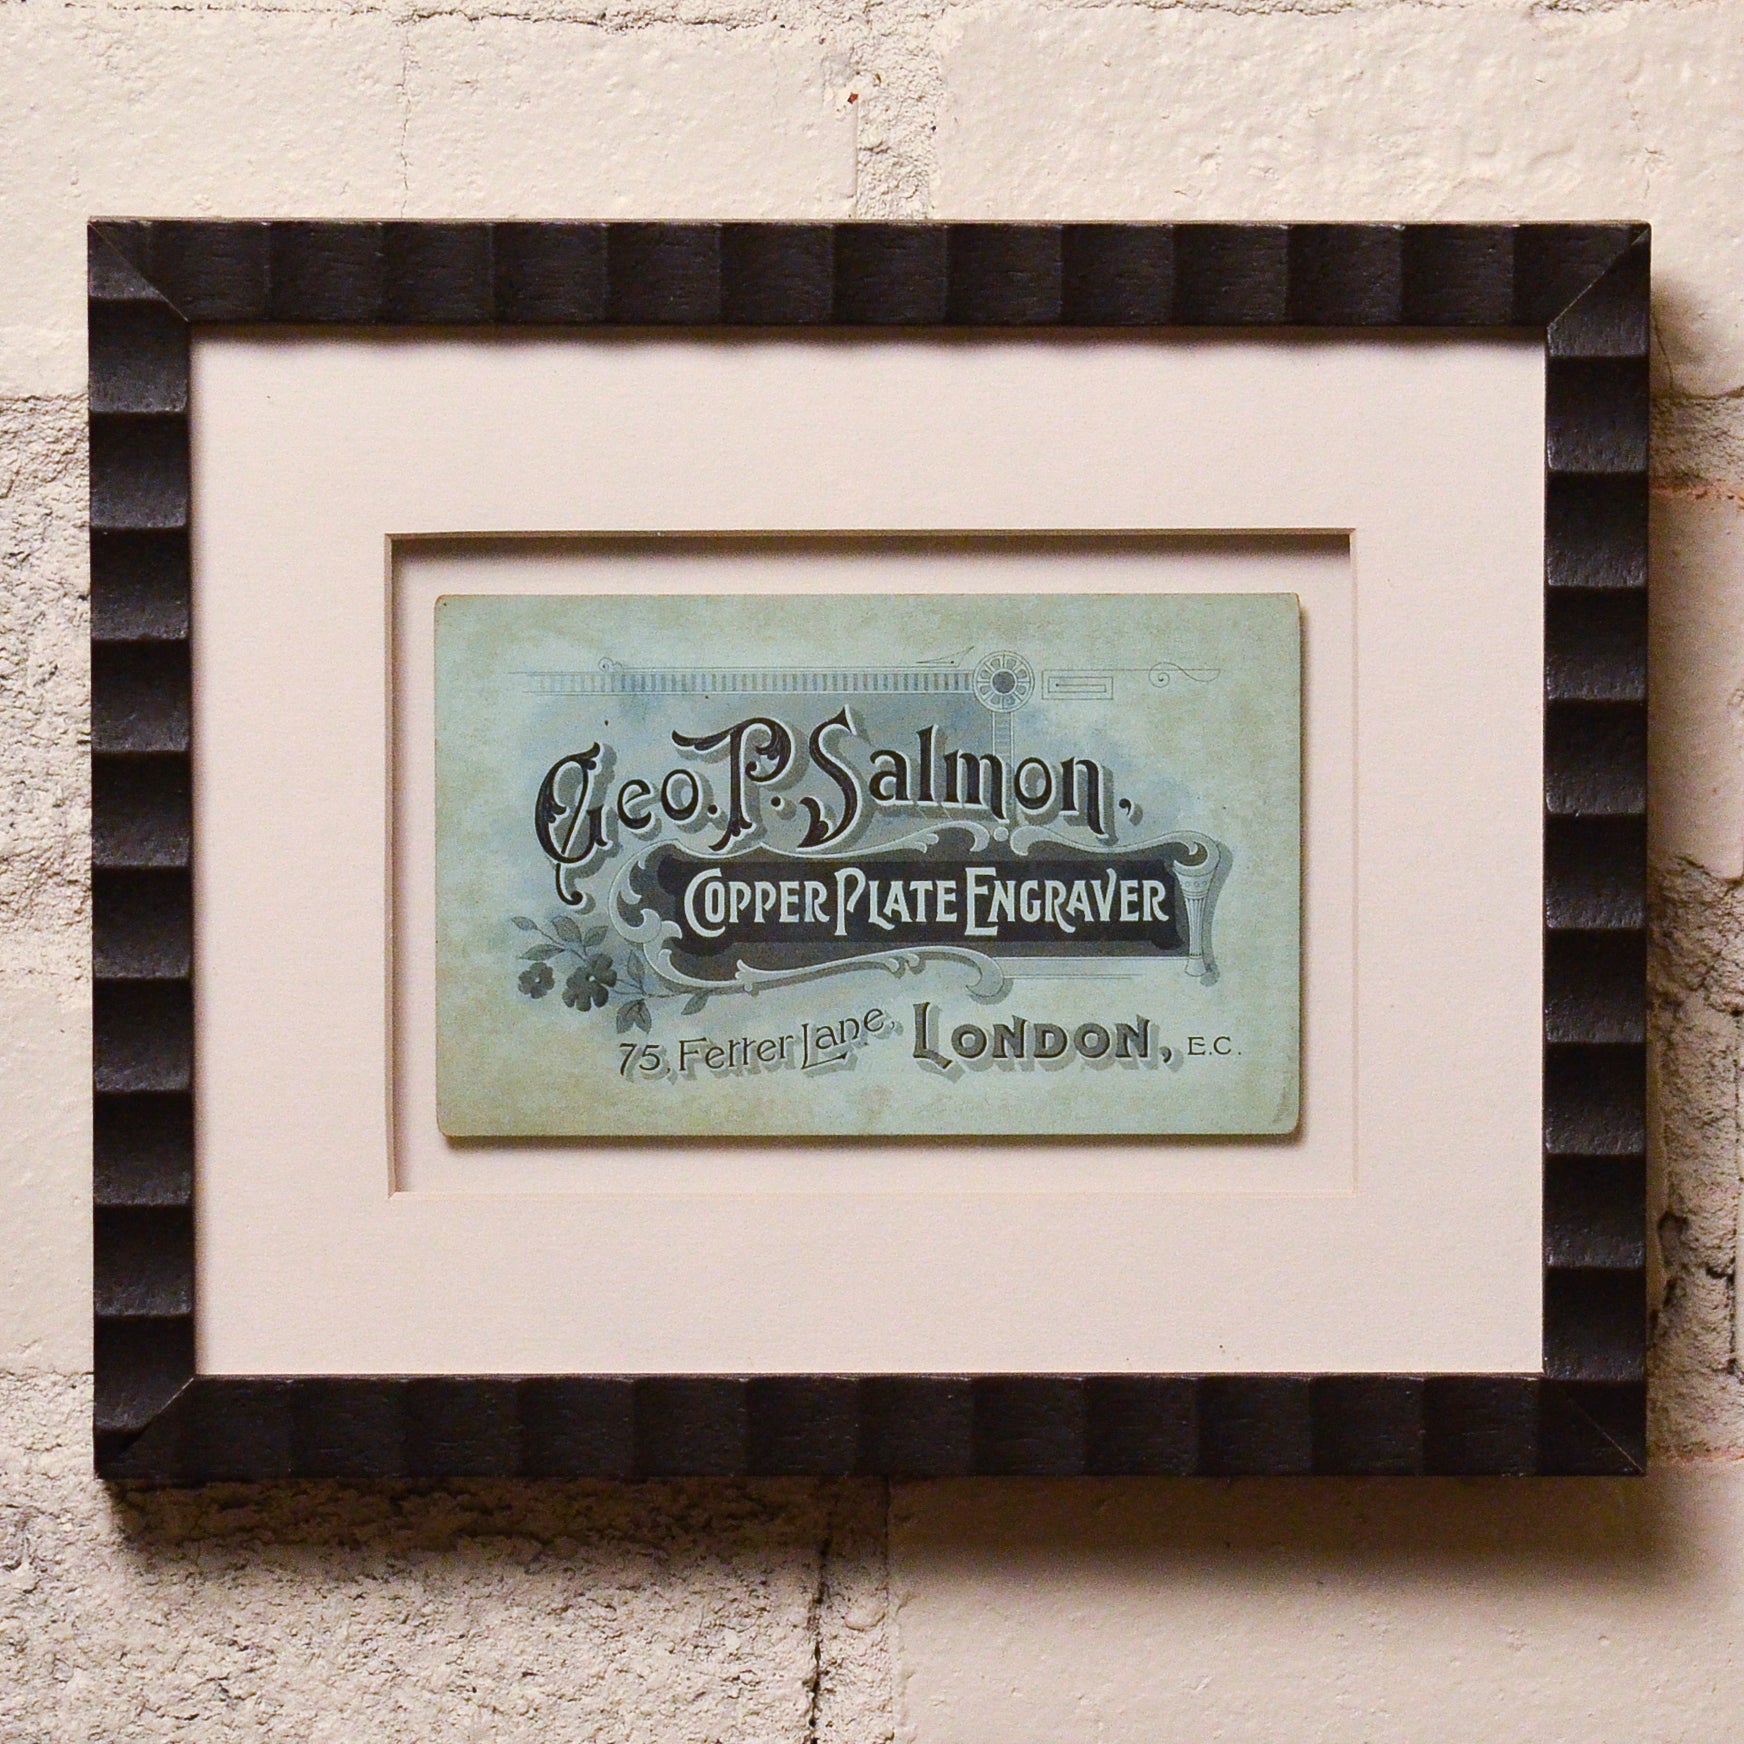 Geo. P. Salmon,
COPPER PLATE ENGRAVER
75, Fetter Lane, LONDON, E.C.